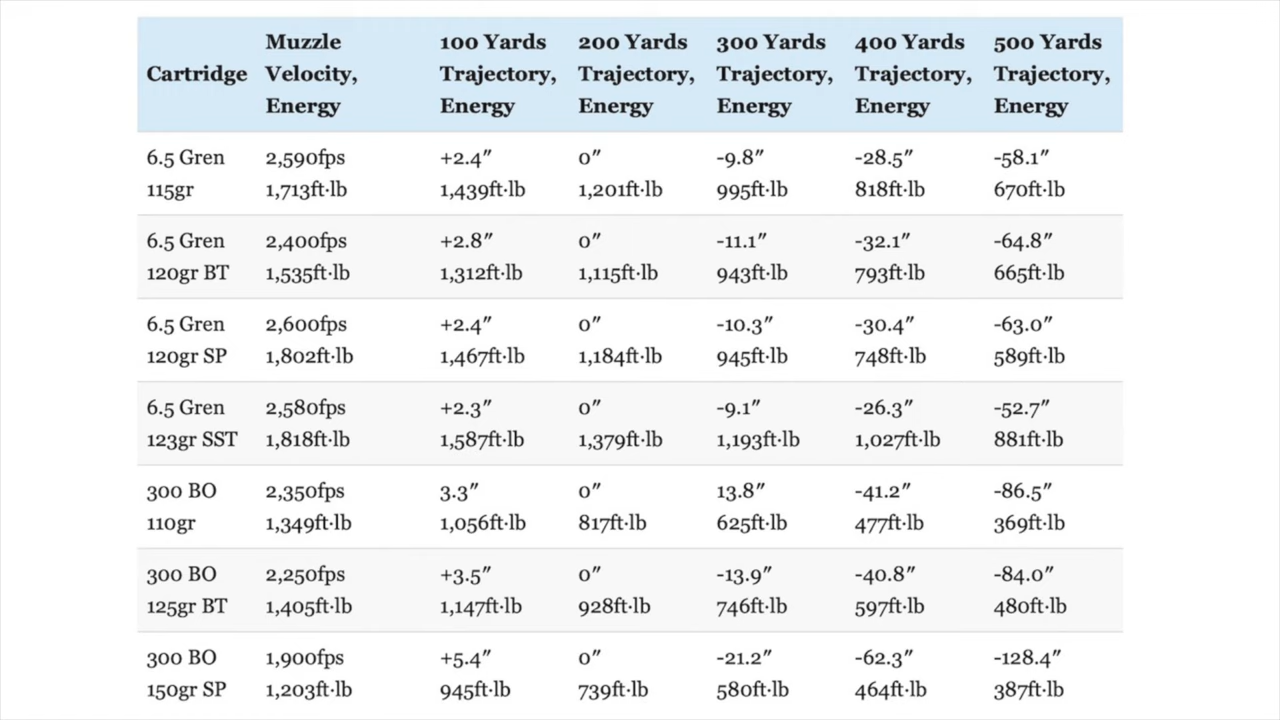 Cartridge Muzzle Velocity, Energy 100 Yards Trajectory, Energy 200 Yards Trajectory, Energy 300 Yards Trajectory, Energy 400 Yards Trajectory, Energy 500 Yards Trajectory, Energy
6.5 Gren 2,590fps +2.4″ 0″ -9.8″ -28.5″ -58.1″
115gr 1,713ft·lb 1,439ft·lb 1,201ft·lb 995ft·lb 818ft·lb 670ft·lb
6.5 Gren 2,400fps +2.8″ 0″ -11.1″ -32.1″ -64.8″
120gr BT 1,535ft·lb 1,312ft·lb 1,115ft·lb 943ft·lb 793ft·lb 665ft·lb
6.5 Gren 2,600fps +2.4″ 0″ -10.3″ -30.4″ -63.0″
120gr SP 1,802ft·lb 1,467ft·lb 1,184ft·lb 945ft·lb 748ft·lb 589ft·lb
6.5 Gren 2,580fps +2.3″ 0″ -9.1″ -26.3″ -52.7″
123gr SST 1,818ft·lb 1,587ft·lb 1,379ft·lb 1,193ft·lb 1,027ft·lb 881ft·lb
300 BO 2,350fps 3.3″ 0″ 13.8″ -41.2″ -86.5″
110gr 1,349ft·lb 1,056ft·lb 817ft·lb 625ft·lb 477ft·lb 369ft·lb
300 BO 2,250fps +3.5″ 0″ -13.9″ -40.8″ -84.0″
125gr BT 1,405ft·lb 1,147ft·lb 928ft·lb 746ft·lb 597ft·lb 480ft·lb
300 BO 1,900fps +5.4″ 0″ -21.2″ -62.3″ -128.4″
150gr SP 1,203ft·lb 945ft·lb 739ft·lb 580ft·lb 464ft·lb 387ft·lb